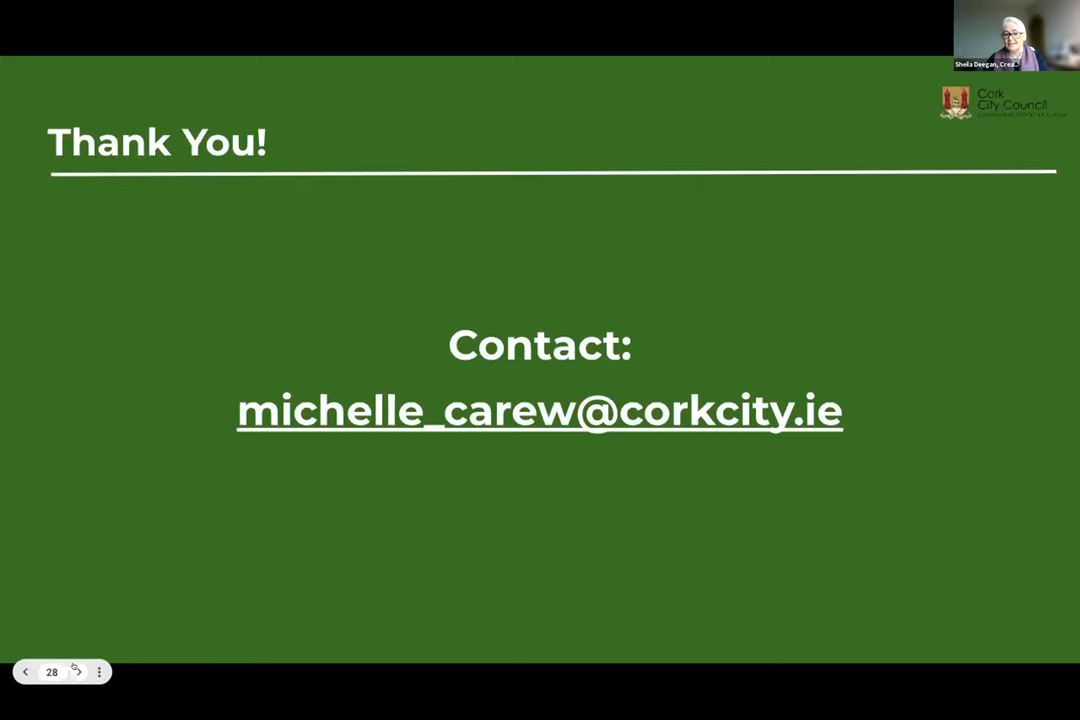 Sheila Deegan, Crea...
Cork
City Council
Thank You!
Contact:
michelle_carew@corkcity.ie
28